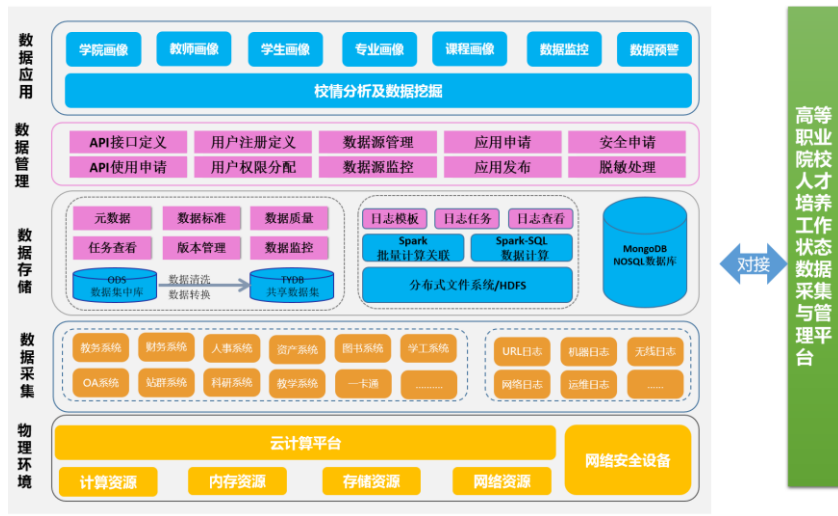 数据应用
学院画像
教师画像
学生画像
专业画像
课程画像
数据监控
数据预警
校情分析及数据挖掘
数据管理
API接口定义
用户注册定义
数据源管理
应用申请
安全申请
API使用申请
用户权限分配
数据源监控
应用发布
脱敏处理
数据存储
元数据
数据标准
数据质量
任务查看
版本管理
数据监控
ODS
数据集中库
数据清洗
数据转换
TYDB
共享数据集
日志模板
日志任务
日志查看
Spark
批量计算关联
Spark-SQL
数据计算
分布式文件系统/HDFS
MongoDB
NOSQL数据库
数据采集
教务系统
财务系统
人事系统
资产系统
图书系统
学工系统
OA系统
站群系统
科研系统
教学系统
一卡通
..........
URL日志
机器日志
无线日志
网络日志
运维日志
......
物理环境
云计算平台
计算资源
内存资源
存储资源
网络资源
网络安全设备
对接
高等
职业
院校
人才
培养
工作
状态
数据
采集
与管
理平
台